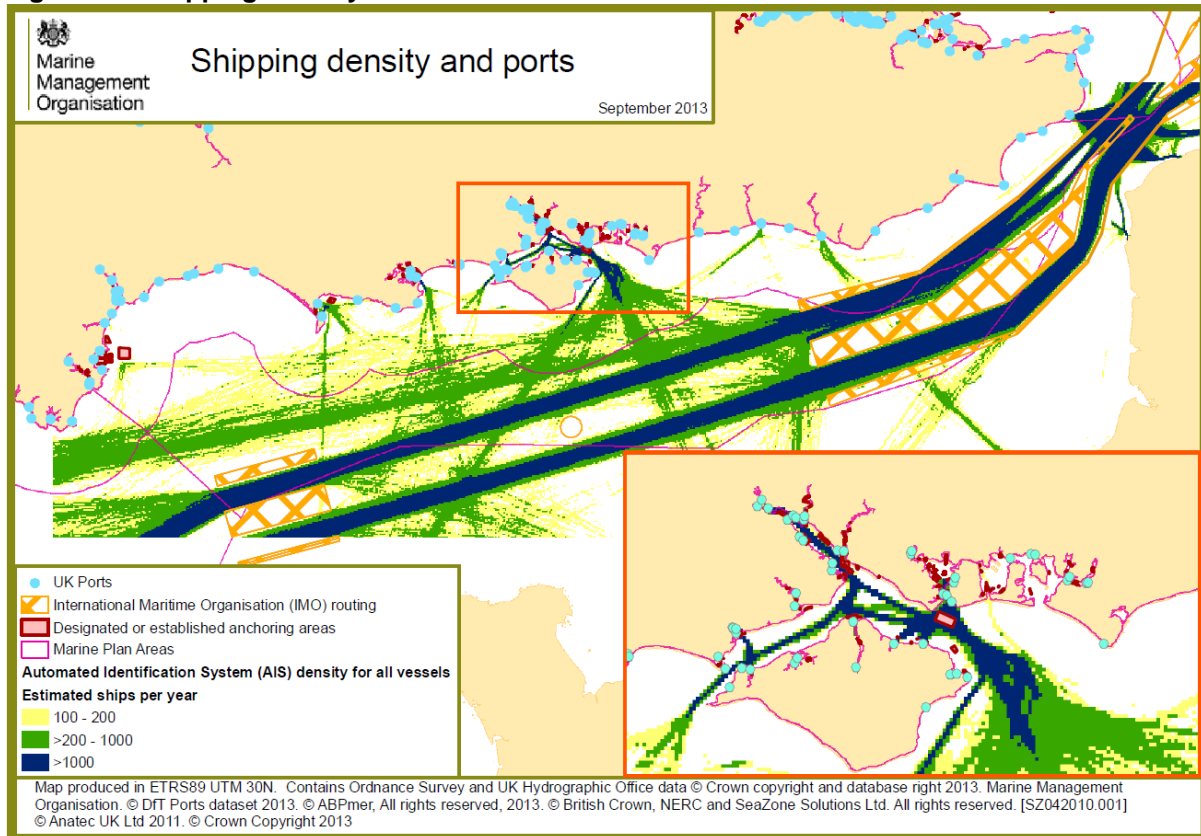 Marine
Management
Organisation
Shipping density and ports
September 2013
UK Ports
International Maritime Organisation (IMO) routing
Designated or established anchoring areas
Marine Plan Areas
Automated Identification System (AIS) density for all vessels
Estimated ships per year
100 - 200
>200 - 1000
>1000
Map produced in ETRS89 UTM 30N. Contains Ordnance Survey and UK Hydrographic Office data © Crown copyright and database right 2013. Marine Management
Organisation. © DfT Ports dataset 2013. © ABPmer, All rights reserved, 2013. © British Crown, NERC and SeaZone Solutions Ltd. All rights reserved. [SZ042010.001]
© Anatec UK Ltd 2011. © Crown Copyright 2013